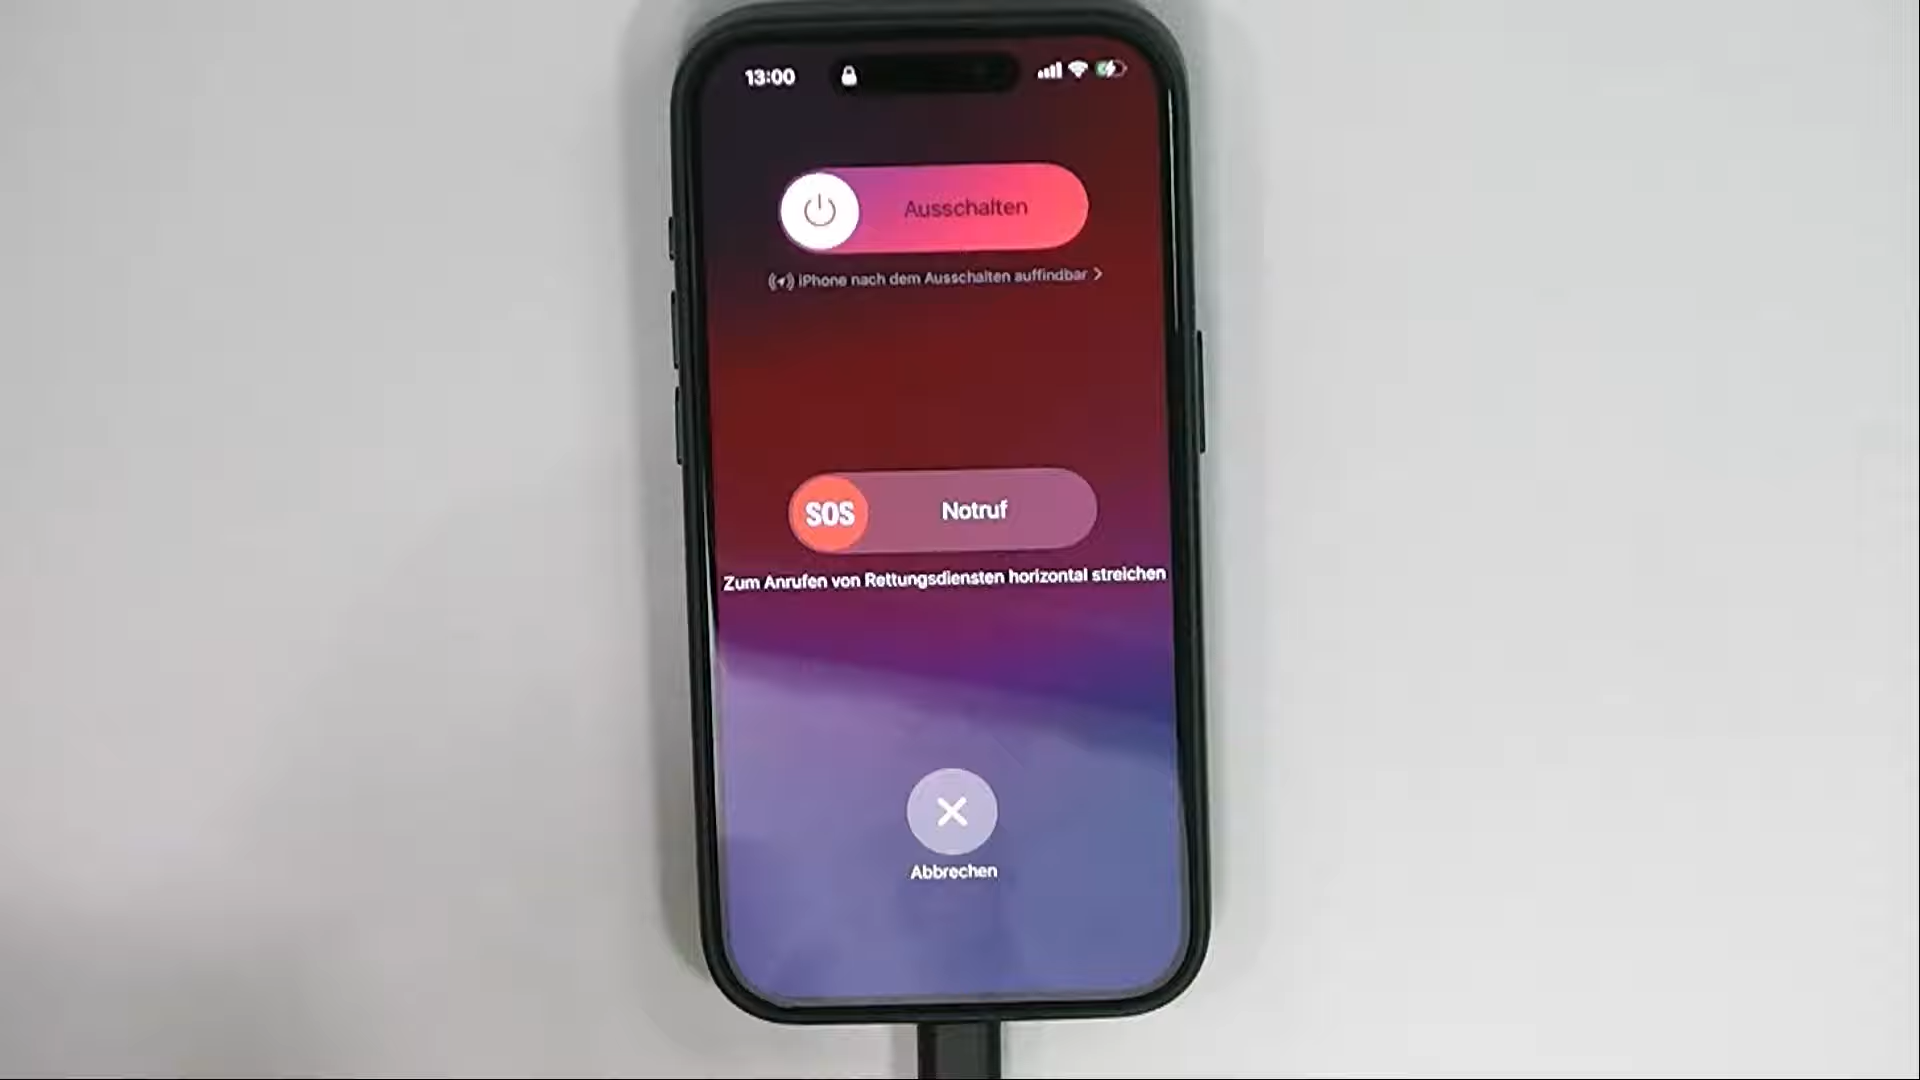 13:00
Ausschalten
iPhone nach dem Ausschalten auffindbar
SOS Notruf
Zum Anrufen von Rettungsdiensten horizontal streichen
Abbrechen